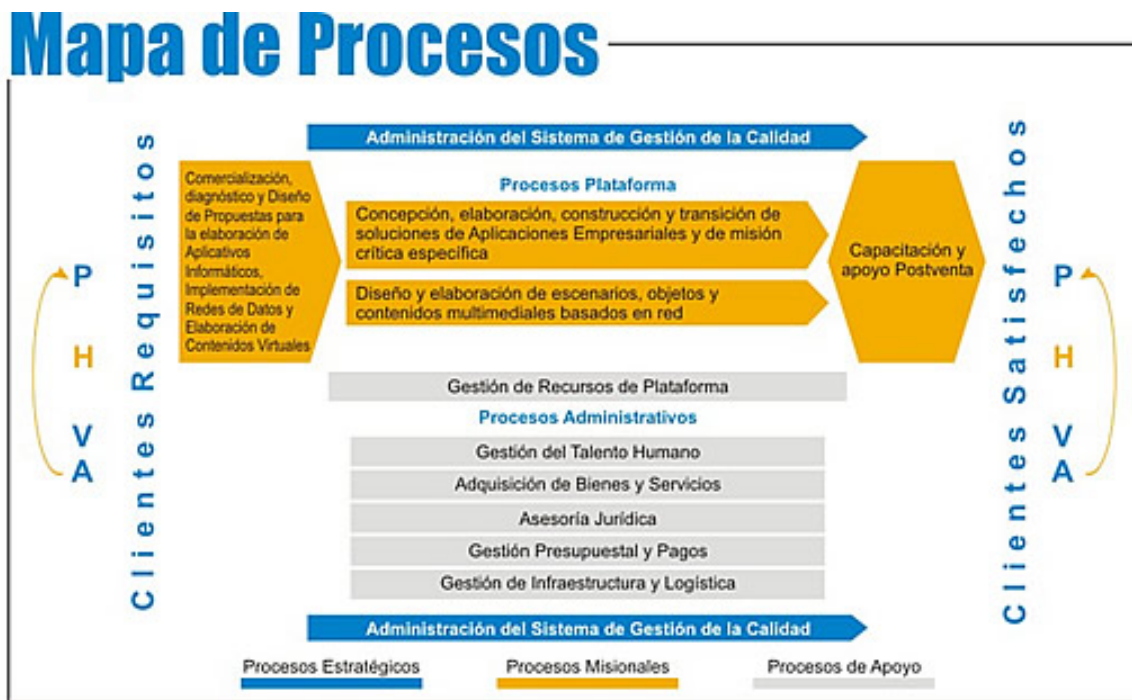 Mapa de Procesos
Administración del Sistema de Gestión de la Calidad
Clientes Requisitos
P
H
V
A
Comercialización,
diagnóstico y Diseño
de Propuestas para
la elaboración de
Aplicativos
Informáticos,
Implementación de
Redes de Datos y
Elaboración de
Contenidos Virtuales
Procesos Plataforma
Concepción, elaboración, construcción y transición de
soluciones de Aplicaciones Empresariales y de misión
crítica específica
Diseño y elaboración de escenarios, objetos y
contenidos multimediales basados en red
Capacitación y
apoyo Postventa
Clientes Satisfechos
P
H
V
A
Gestión de Recursos de Plataforma
Procesos Administrativos
Gestión del Talento Humano
Adquisición de Bienes y Servicios
Asesoría Jurídica
Gestión Presupuestal y Pagos
Gestión de Infraestructura y Logística
Administración del Sistema de Gestión de la Calidad
Procesos Estratégicos
Procesos Misionales
Procesos de Apoyo